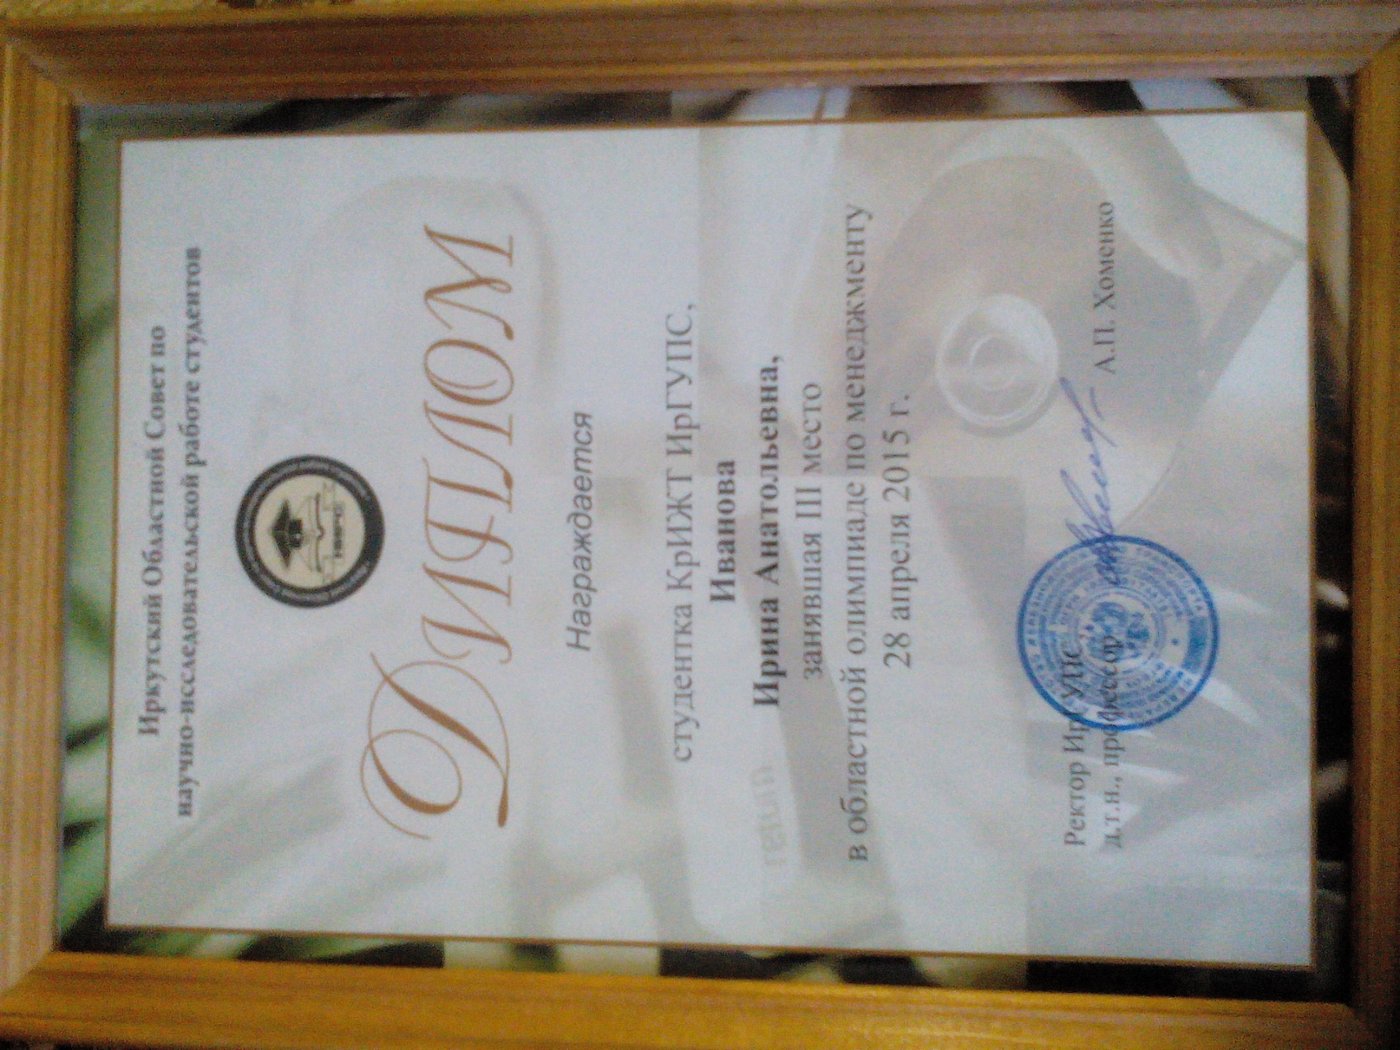 Иркутский Областной Совет по
научно-исследовательской работе студентов
НИРС
ДИПЛОМ
Награждается
студентка КрИЖТ ИрГУПС,
Иванова
Ирина Анатольевна,
занявшая III место
в областной олимпиаде по менеджменту
28 апреля 2015 г.
Ректор ИрГУПС,
д.т.н., профессор А.П. Хоменко